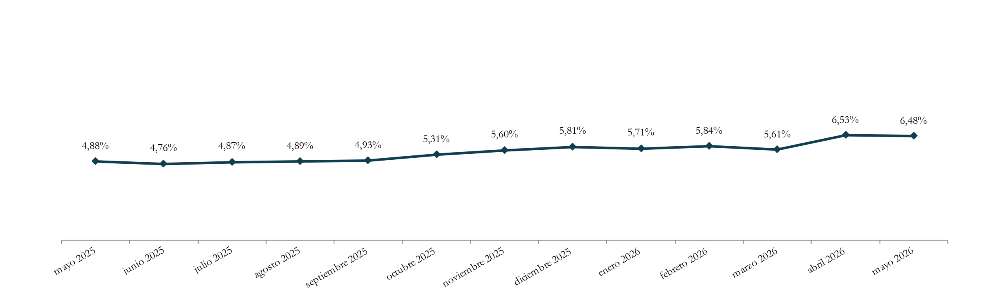 4,88%
4,76%
4,87%
4,89%
4,93%
5,31%
5,60%
5,81%
5,71%
5,84%
5,61%
6,53%
6,48%
mayo 2025
junio 2025
julio 2025
agosto 2025
septiembre 2025
octubre 2025
noviembre 2025
diciembre 2025
enero 2026
febrero 2026
marzo 2026
abril 2026
mayo 2026